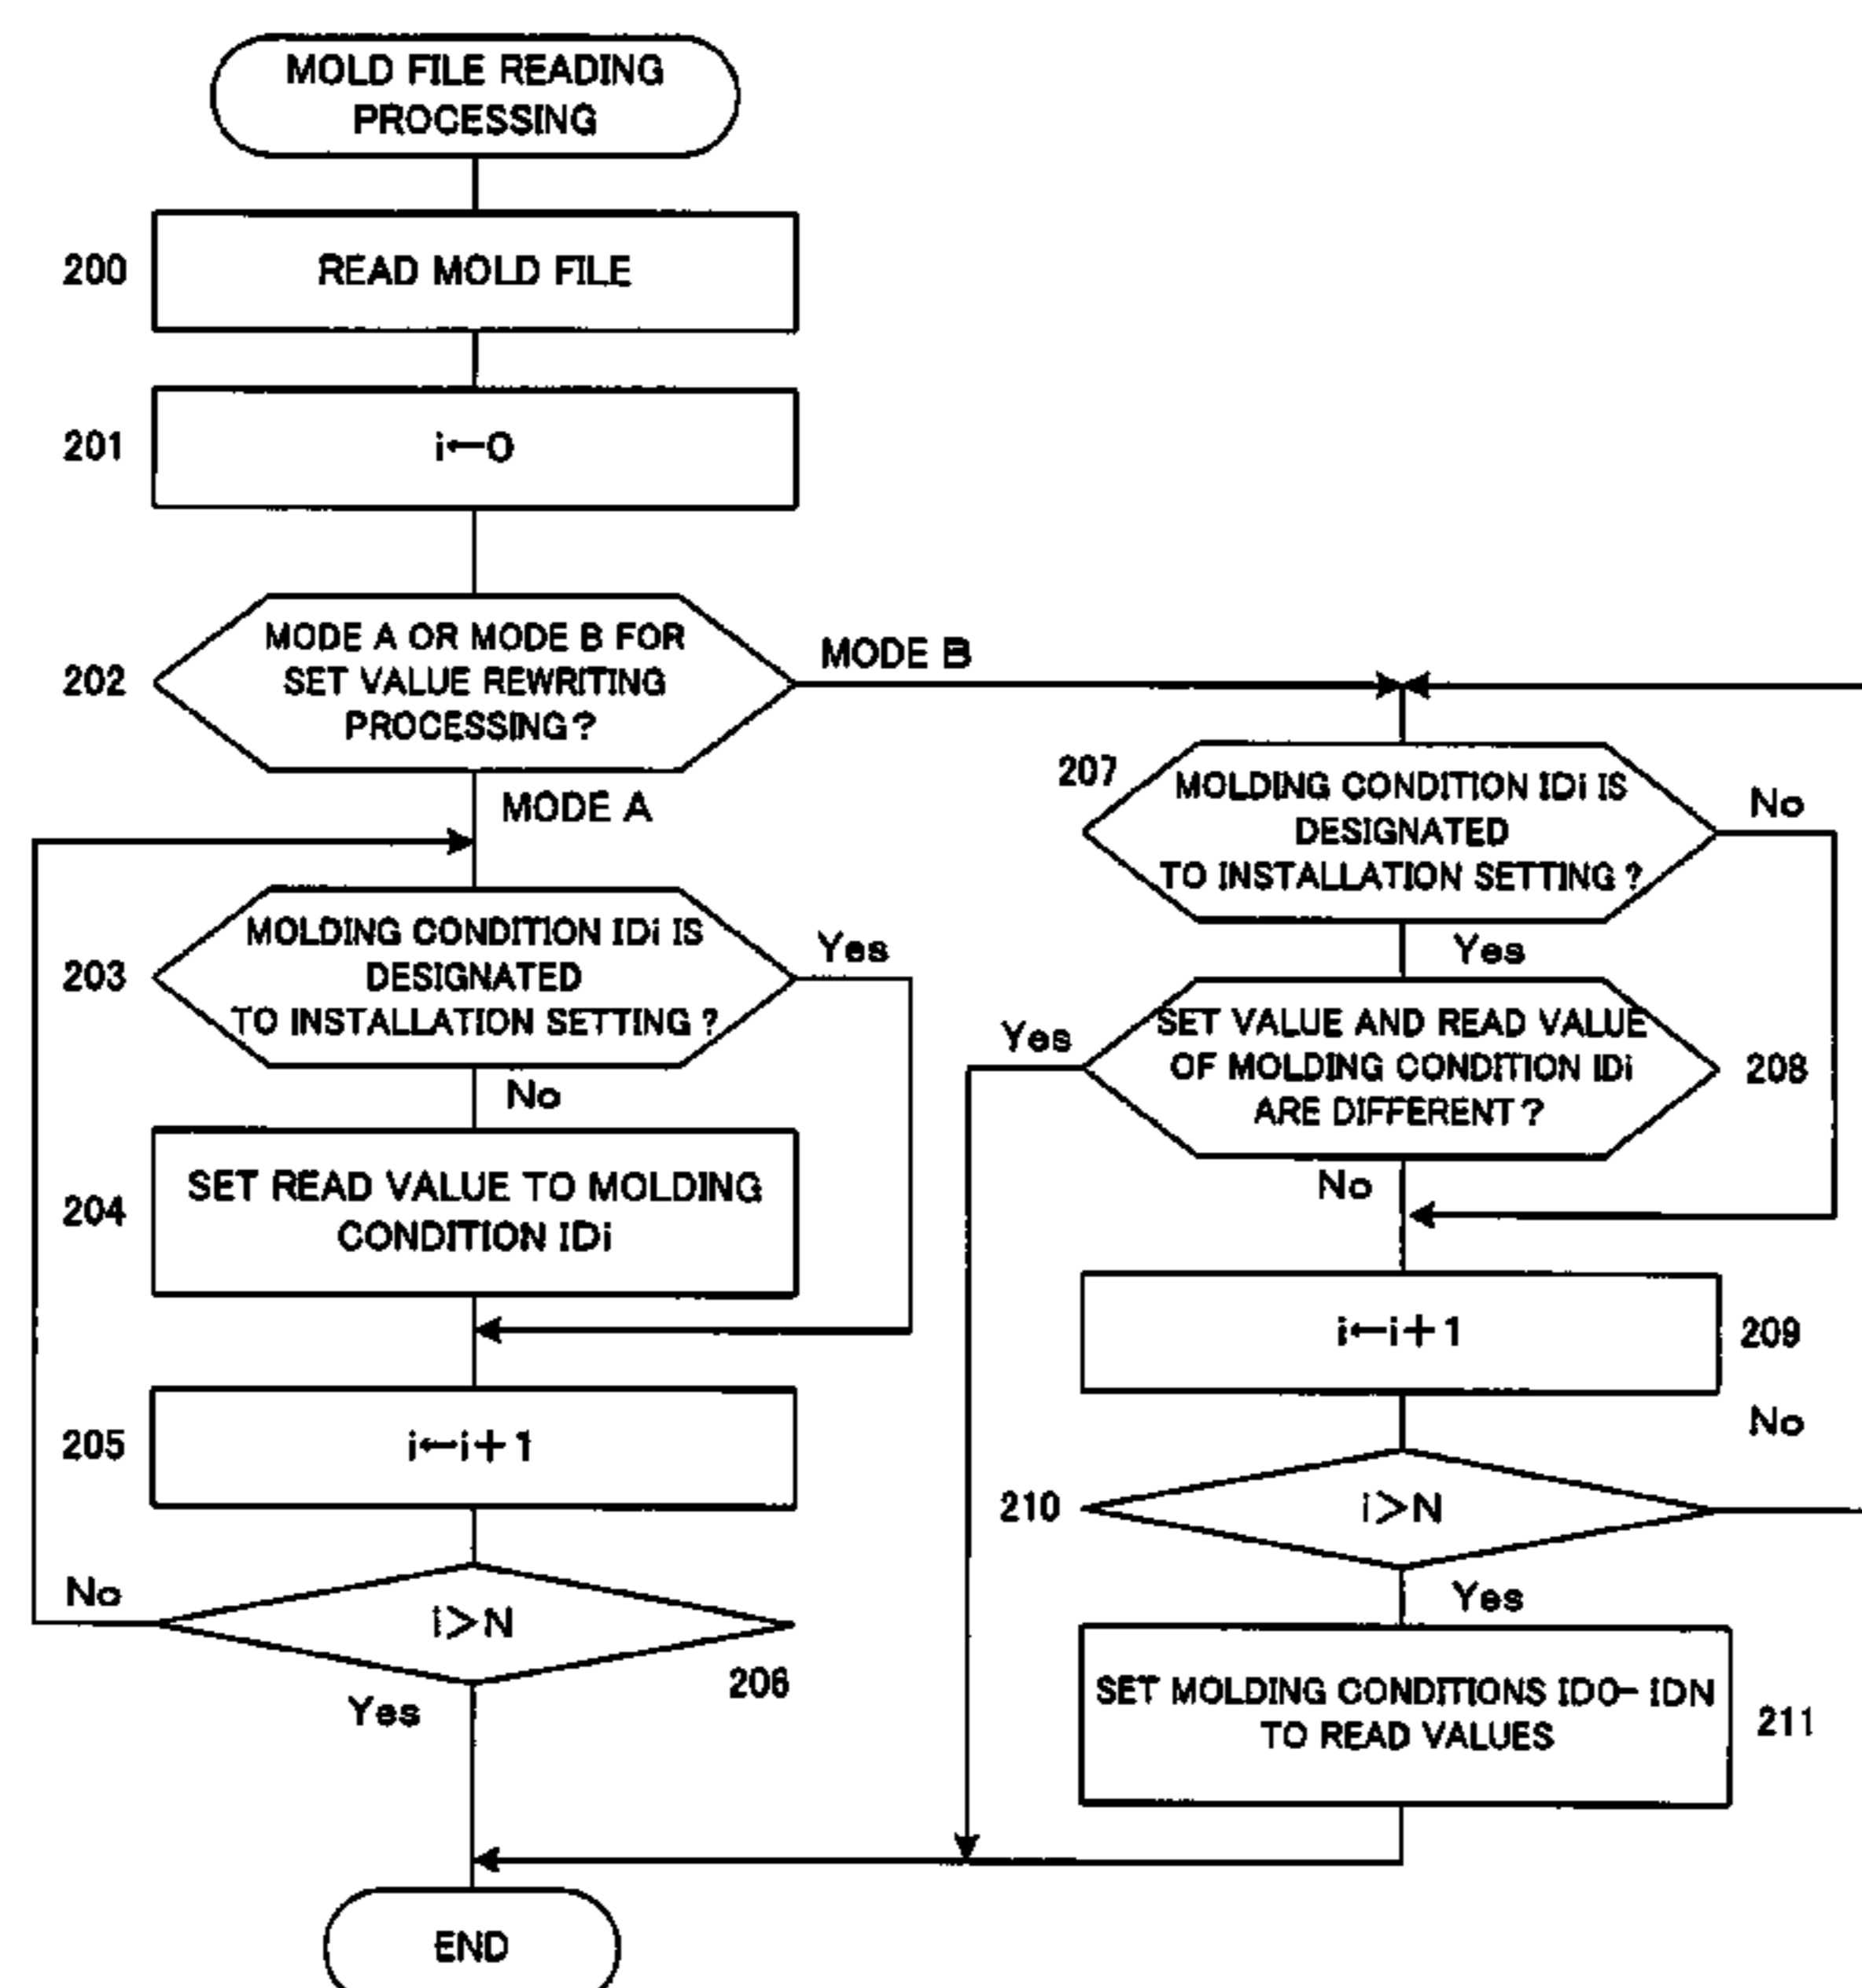 MOLD FILE READING
PROCESSING
200
READ MOLD FILE
201
i←0
202
MODE A OR MODE B FOR
SET VALUE REWRITING
PROCESSING?
MODE B
MODE A
203
MOLDING CONDITION IDi IS
DESIGNATED
TO INSTALLATION SETTING?
Yes
No
204
SET READ VALUE TO MOLDING
CONDITION IDi
205
i←i+1
No
i>N
206
Yes
207
MOLDING CONDITION IDi IS
DESIGNATED
TO INSTALLATION SETTING?
No
Yes
Yes
SET VALUE AND READ VALUE
OF MOLDING CONDITION IDi
ARE DIFFERENT?
208
No
i←i+1
209
No
210
i>N
Yes
SET MOLDING CONDITIONS ID0- IDN
TO READ VALUES
211
END